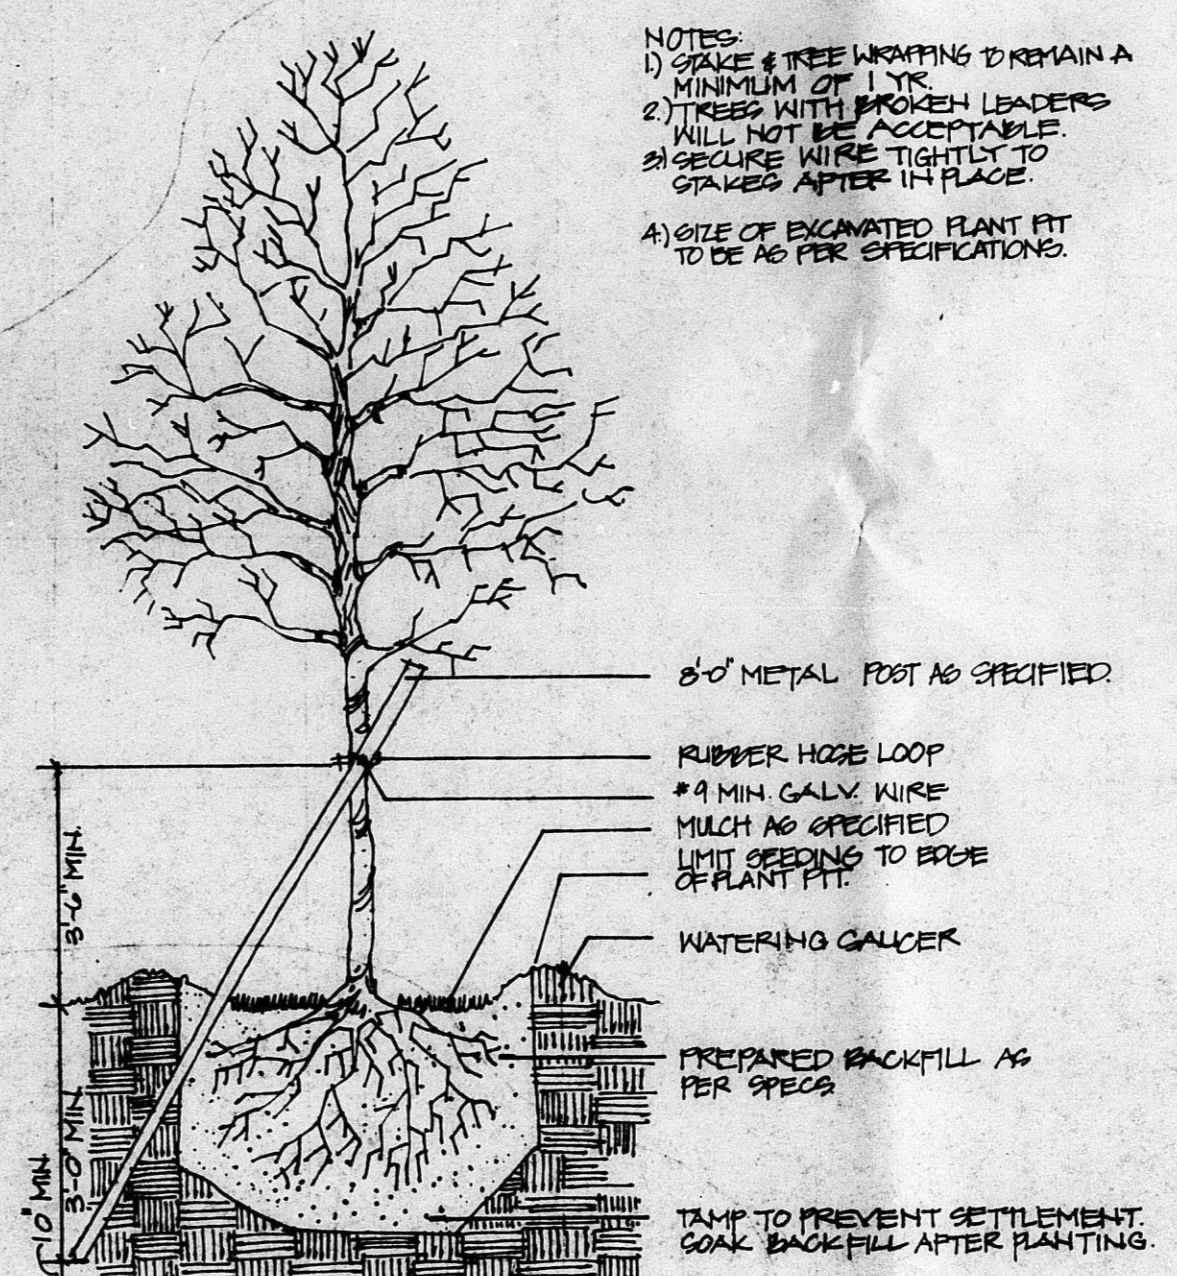 NOTES:
1.) STAKE & TREE WRAPPING TO REMAIN A
MINIMUM OF 1 YR.
2.) TREES WITH BROKEN LEADERS
WILL NOT BE ACCEPTABLE.
3.) SECURE WIRE TIGHTLY TO
STAKES AFTER IN PLACE.
4.) SIZE OF EXCAVATED PLANT PIT
TO BE AS PER SPECIFICATIONS.
8'-0" METAL POST AS SPECIFIED.
RUBBER HOSE LOOP
#9 MIN. GALV. WIRE
MULCH AS SPECIFIED
LIMIT SEEDING TO EDGE
OF PLANT PIT.
WATERING SAUCER
PREPARED BACKFILL AS
PER SPECS
TAMP TO PREVENT SETTLEMENT.
SOAK BACKFILL AFTER PLANTING.
3'-6" MIN.
3'-0" MIN.
10" MIN